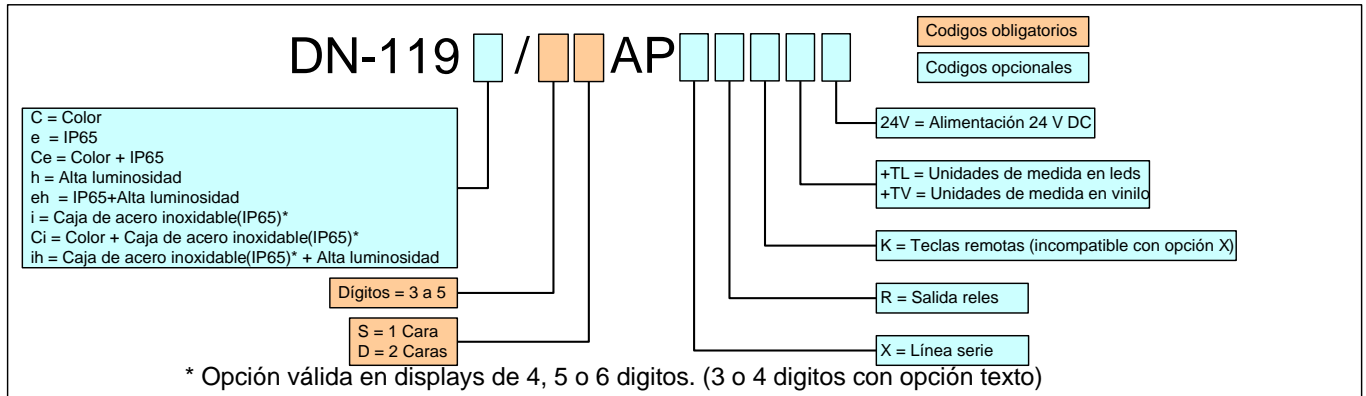 DN-119 / AP
Codigos obligatorios
Codigos opcionales
C = Color
e = IP65
Ce = Color + IP65
h = Alta luminosidad
eh = IP65+Alta luminosidad
i = Caja de acero inoxidable(IP65)*
Ci = Color + Caja de acero inoxidable(IP65)*
ih = Caja de acero inoxidable(IP65)* + Alta luminosidad
Dígitos = 3 a 5
S = 1 Cara
D = 2 Caras
24V = Alimentación 24 V DC
+TL = Unidades de medida en leds
+TV = Unidades de medida en vinilo
K = Teclas remotas (incompatible con opción X)
R = Salida reles
X = Línea serie
* Opción válida en displays de 4, 5 o 6 digitos. (3 o 4 digitos con opción texto)